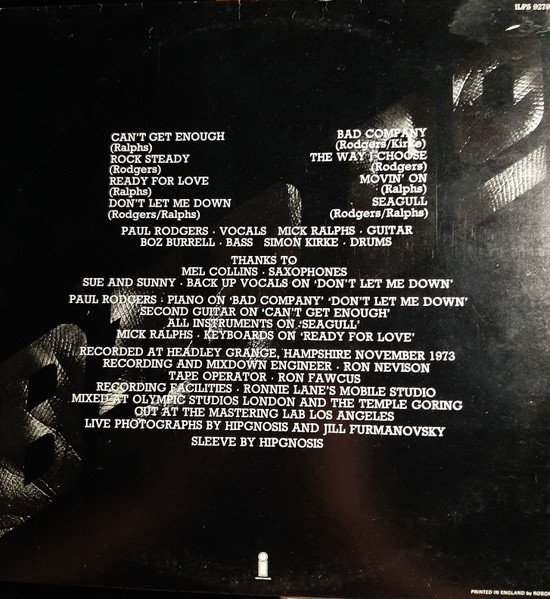 ILPS 9279
CAN'T GET ENOUGH
(Ralphs)
ROCK STEADY
(Rodgers)
READY FOR LOVE
(Ralphs)
DON'T LET ME DOWN
(Rodgers/Ralphs)
BAD COMPANY
(Rodgers/Kirke)
THE WAY I CHOOSE
(Rodgers)
MOVIN' ON
(Ralphs)
SEAGULL
(Rodgers/Ralphs)
PAUL RODGERS · VOCALS MICK RALPHS · GUITAR
BOZ BURRELL · BASS SIMON KIRKE · DRUMS
THANKS TO
MEL COLLINS · SAXOPHONES
SUE AND SUNNY · BACK UP VOCALS ON 'DON'T LET ME DOWN'
PAUL RODGERS · PIANO ON 'BAD COMPANY' 'DON'T LET ME DOWN'
SECOND GUITAR ON 'CAN'T GET ENOUGH'
ALL INSTRUMENTS ON 'SEAGULL'
MICK RALPHS · KEYBOARDS ON 'READY FOR LOVE'
RECORDED AT HEADLEY GRANGE, HAMPSHIRE NOVEMBER 1973
RECORDING AND MIXDOWN ENGINEER · RON NEVISON
TAPE OPERATOR · RON FAWCUS
RECORDING FACILITIES · RONNIE LANE'S MOBILE STUDIO
MIXED AT OLYMPIC STUDIOS LONDON AND THE TEMPLE GORING
CUT AT THE MASTERING LAB LOS ANGELES
LIVE PHOTOGRAPHS BY HIPGNOSIS AND JILL FURMANOVSKY
SLEEVE BY HIPGNOSIS
PRINTED IN ENGLAND by